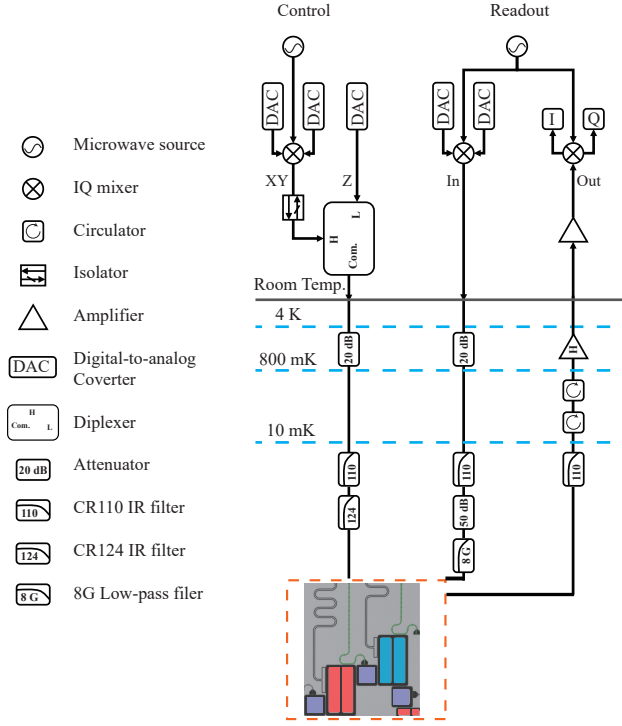 Control
Readout
DAC
DAC
DAC
DAC
DAC
I
Q
XY
Z
In
Out
H
L
Com.
Room Temp.
4 K
800 mK
10 mK
20 dB
110
124
20 dB
110
50 dB
8 G
H
110
Microwave source
IQ mixer
Circulator
Isolator
Amplifier
DAC
Digital-to-analog
Coverter
H
Com.
L
Diplexer
20 dB
Attenuator
110
CR110 IR filter
124
CR124 IR filter
8 G
8G Low-pass filer